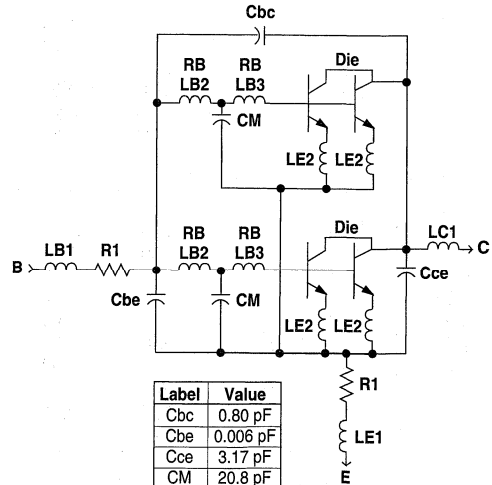 Cbc
RB RB Die
LB2 LB3
CM
LE2 LE2
RB RB Die
LB1 R1 LB2 LB3 LC1
B C
Cbe CM Cce
LE2 LE2
R1
LE1
E
Label Value
Cbc 0.80 pF
Cbe 0.006 pF
Cce 3.17 pF
CM 20.8 pF